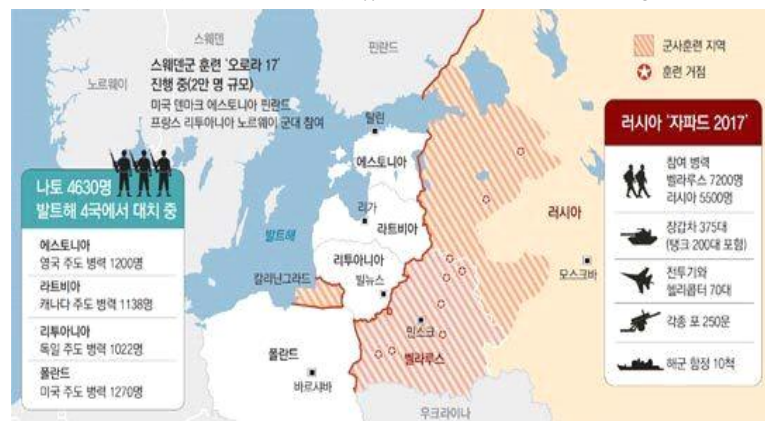 스웨덴
노르웨이
핀란드
스웨덴군 훈련 ‘오로라 17’
진행 중(2만 명 규모)
미국 덴마크 에스토니아 핀란드
프랑스 리투아니아 노르웨이 군대 참여
군사훈련 지역
훈련 거점
나토 4630명
발트해 4국에서 대치 중
에스토니아
영국 주도 병력 1200명
라트비아
캐나다 주도 병력 1138명
리투아니아
독일 주도 병력 1022명
폴란드
미국 주도 병력 1270명
탈린
에스토니아
리가
라트비아
발트해
리투아니아
빌뉴스
칼리닌그라드
러시아
모스크바
민스크
벨라루스
폴란드
바르샤바
우크라이나
러시아 ‘자파드 2017’
참여 병력
벨라루스 7200명
러시아 5500명
장갑차 375대
(탱크 200대 포함)
전투기와
헬리콥터 70대
각종 포 250문
해군 함정 10척